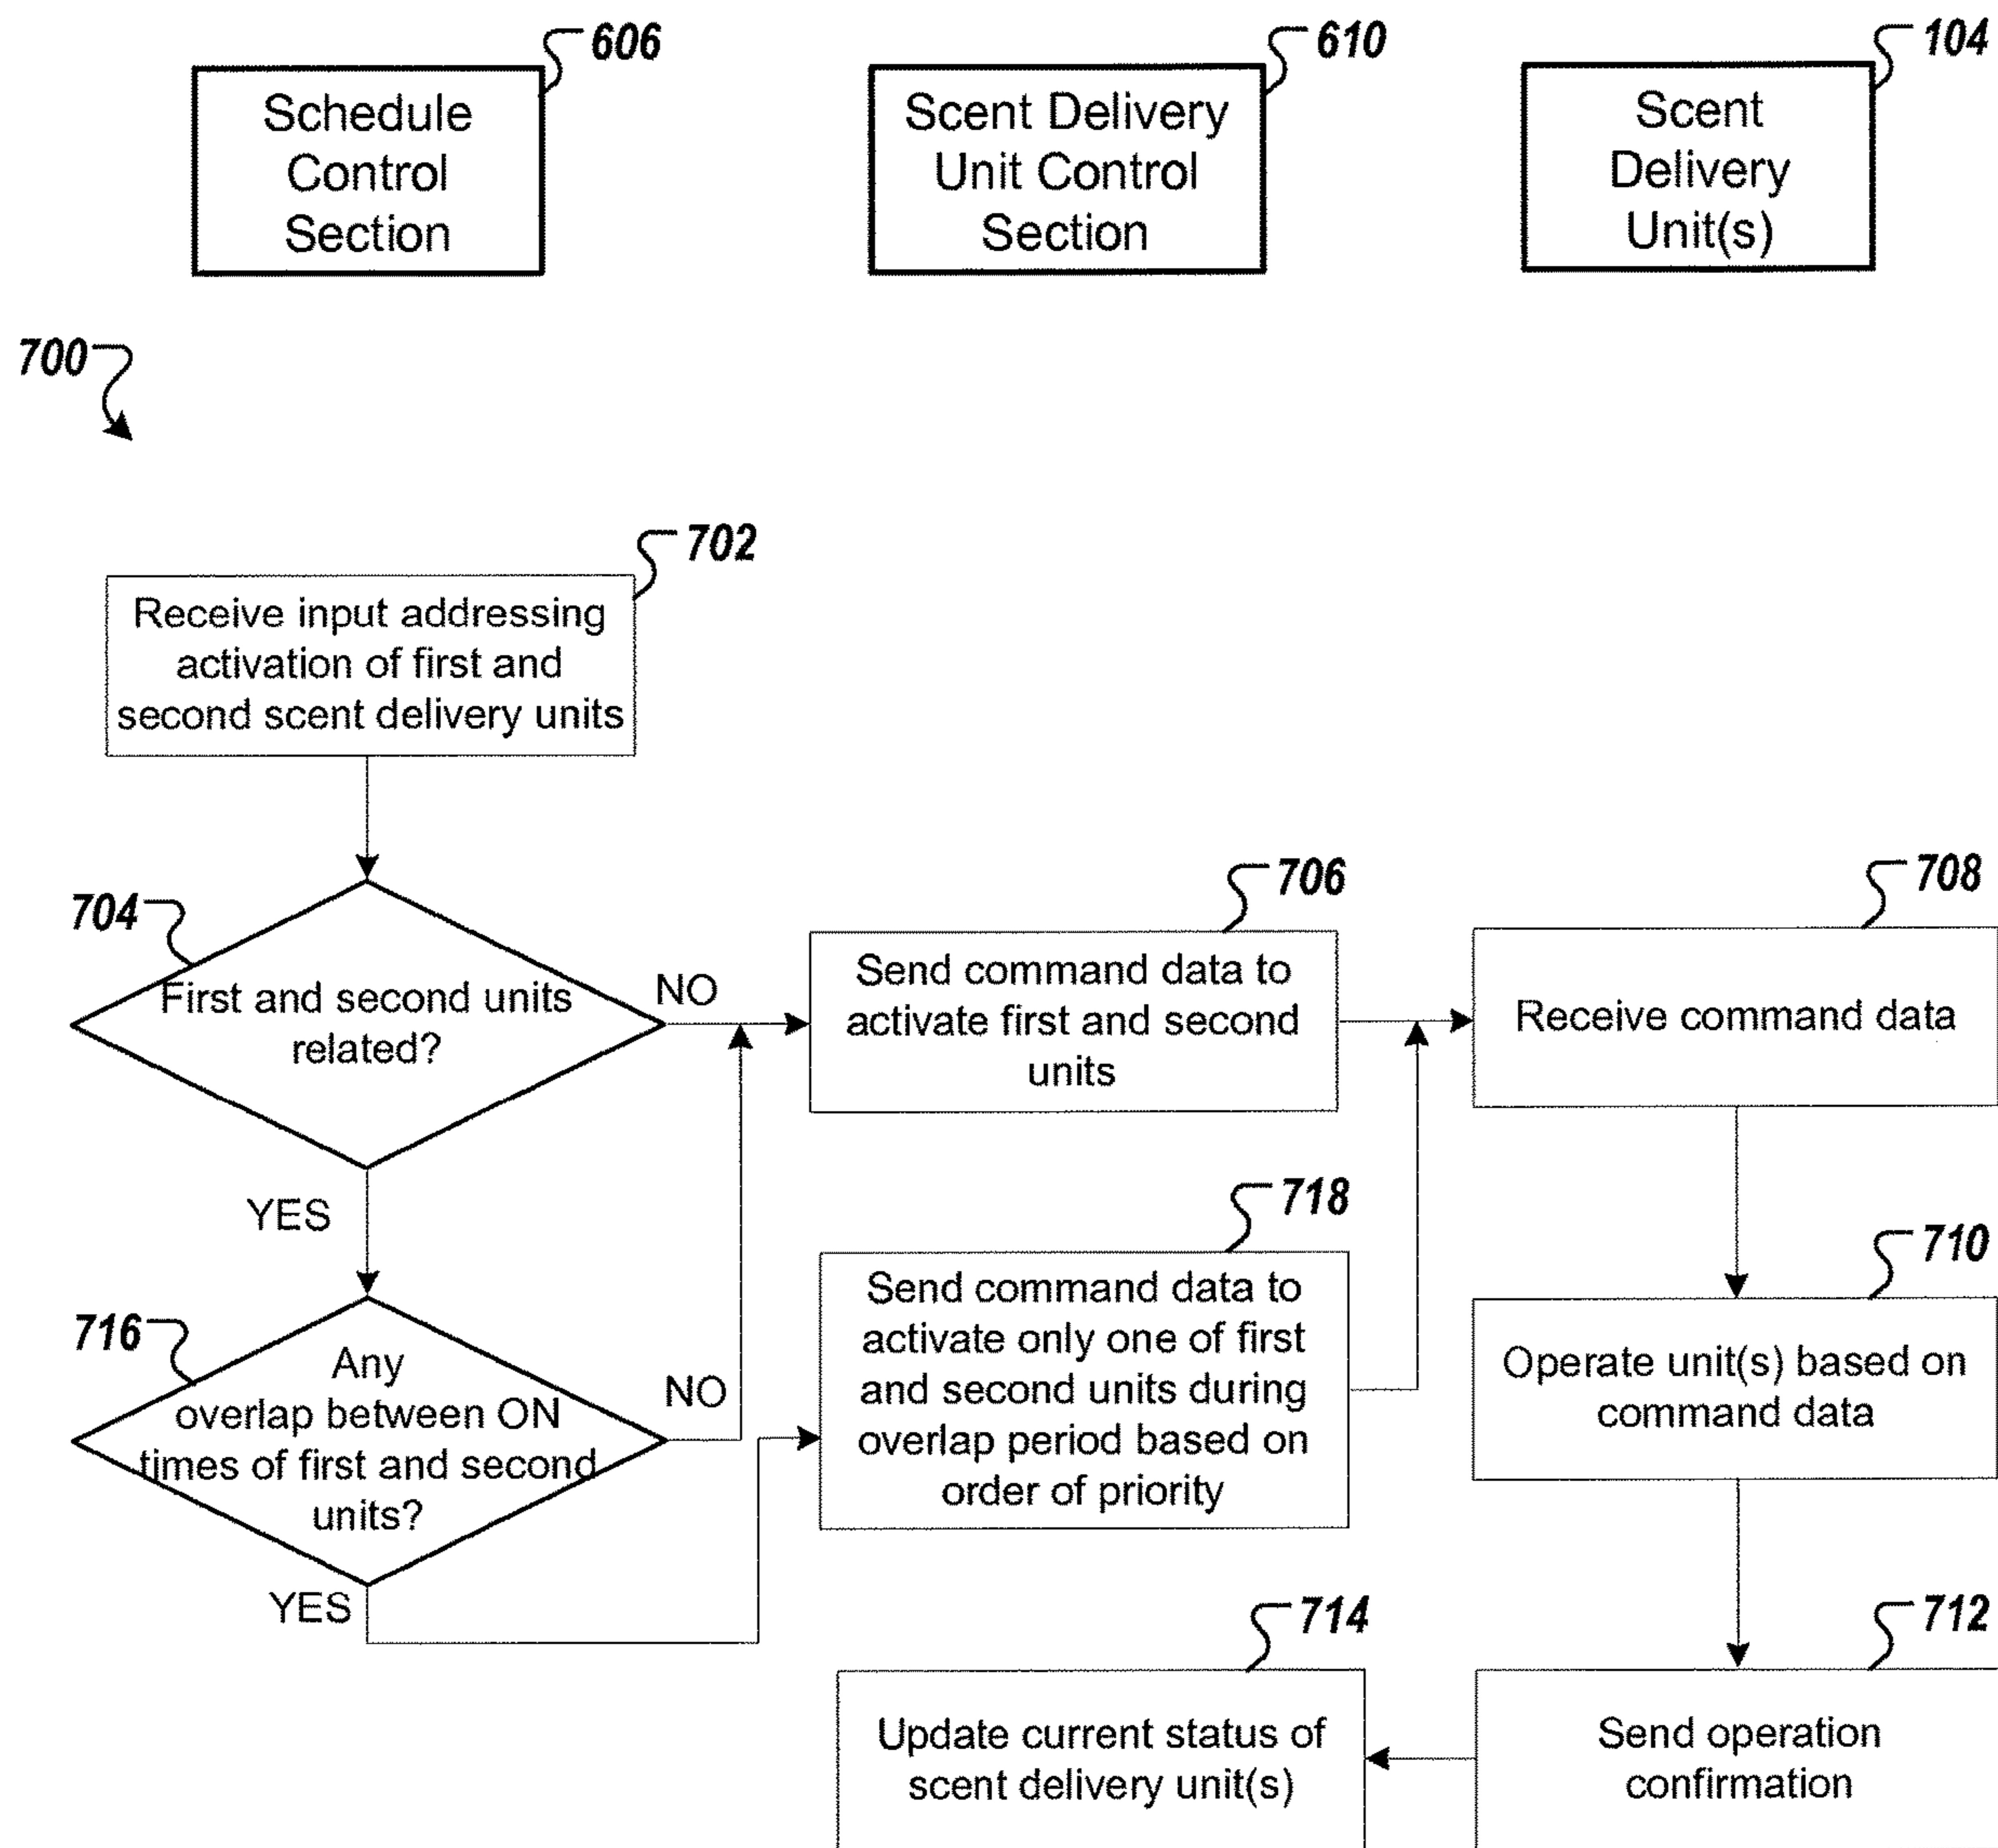 606
610
104
Schedule
Control
Section
Scent Delivery
Unit Control
Section
Scent
Delivery
Unit(s)
700
702
Receive input addressing
activation of first and
second scent delivery units
704
First and second units
related?
NO
YES
706
Send command data to
activate first and second
units
708
Receive command data
716
Any
overlap between ON
times of first and second
units?
NO
YES
718
Send command data to
activate only one of first
and second units during
overlap period based on
order of priority
710
Operate unit(s) based on
command data
714
Update current status of
scent delivery unit(s)
712
Send operation
confirmation